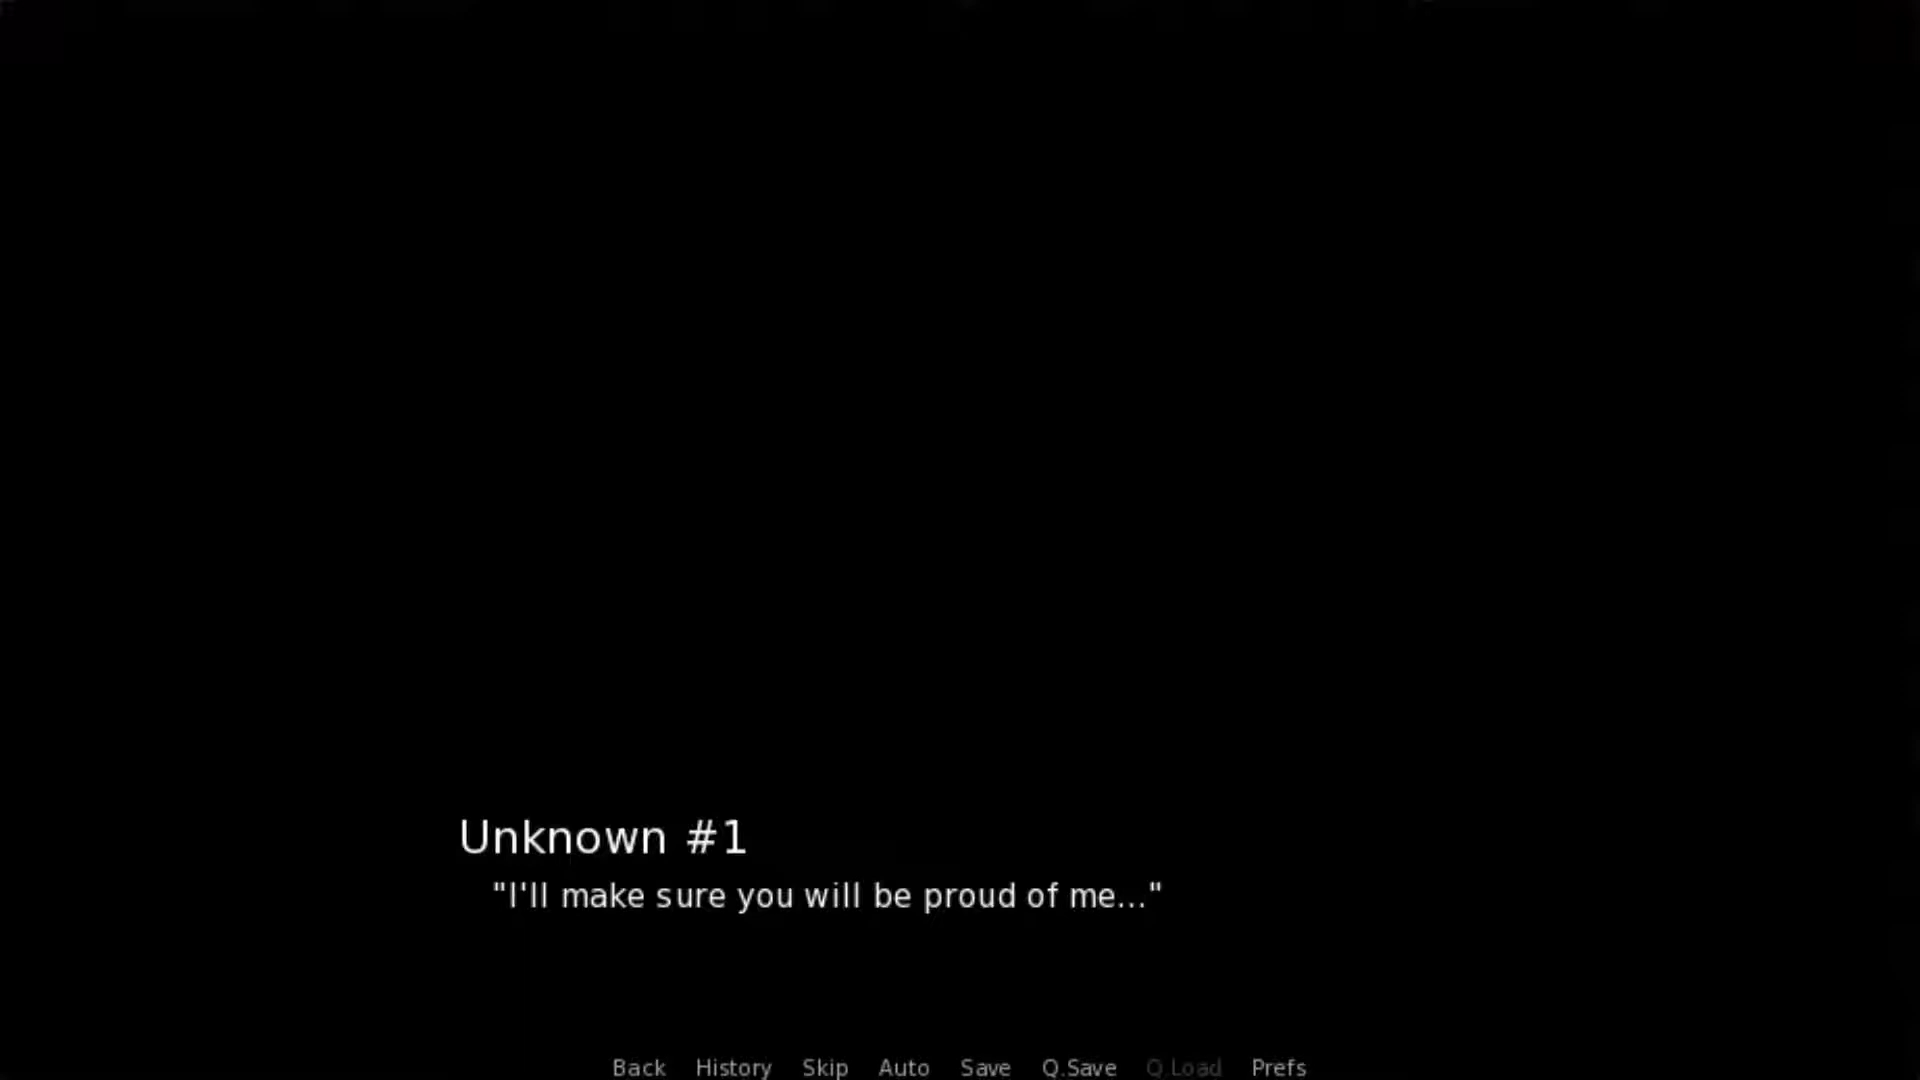 Unknown #1
"I'll make sure you will be proud of me..."
Back History Skip Auto Save Q.Save Q.Load Prefs